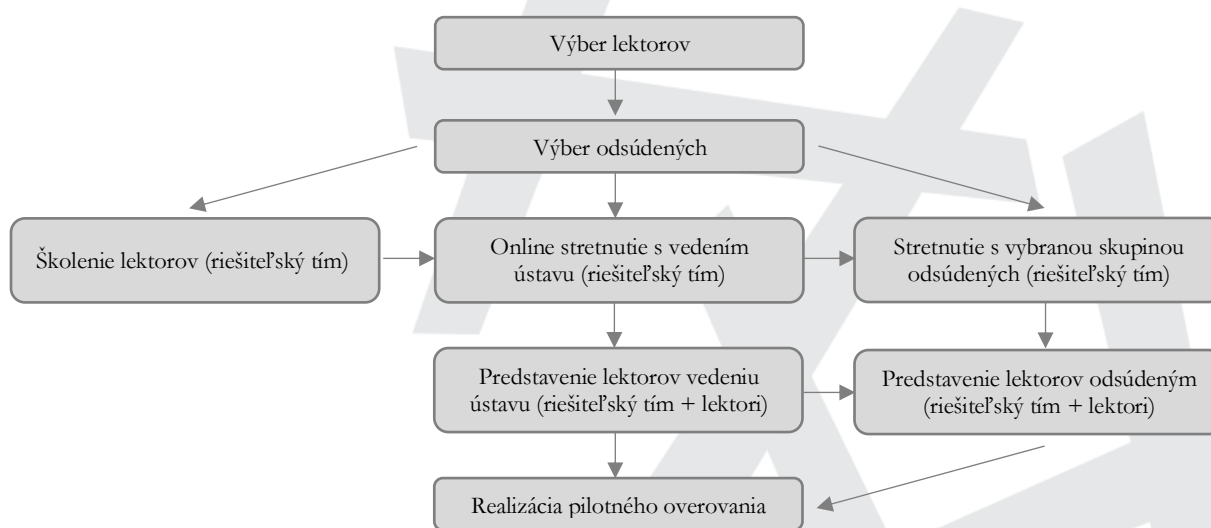 Výber lektorov
Výber odsúdených
Školenie lektorov (riešiteľský tím)
Online stretnutie s vedením
ústavu (riešiteľský tím)
Stretnutie s vybranou skupinou
odsúdených (riešiteľský tím)
Predstavenie lektorov vedeniu
ústavu (riešiteľský tím + lektori)
Predstavenie lektorov odsúdeným
(riešiteľský tím + lektori)
Realizácia pilotného overovania